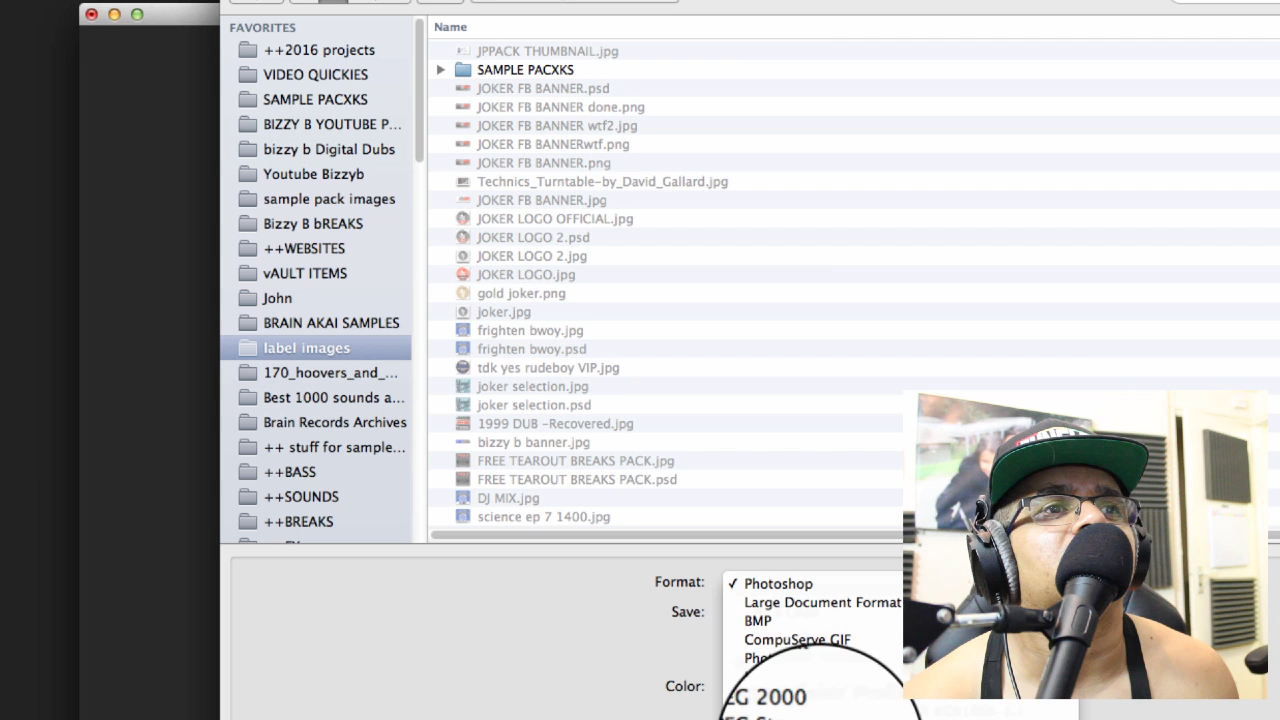 FAVORITES
++2016 projects
VIDEO QUICKIES
SAMPLE PACXKS
BIZZY B YOUTUBE P...
bizzy b Digital Dubs
Youtube Bizzyb
sample pack images
Bizzy B bREAKS
++WEBSITES
vAULT ITEMS
John
BRAIN AKAI SAMPLES
label images
170_hoovers_and_...
Best 1000 sounds a...
Brain Records Archives
++ stuff for sample...
++BASS
++SOUNDS
++BREAKS
Name
JPPACK THUMBNAIL.jpg
SAMPLE PACXKS
JOKER FB BANNER.psd
JOKER FB BANNER done.png
JOKER FB BANNER wtf2.jpg
JOKER FB BANNERwtf.png
JOKER FB BANNER.png
Technics_Turntable-by_David_Gallard.jpg
JOKER FB BANNER.jpg
JOKER LOGO OFFICIAL.jpg
JOKER LOGO 2.psd
JOKER LOGO 2.jpg
JOKER LOGO.jpg
gold joker.png
joker.jpg
frighten bwoy.jpg
frighten bwoy.psd
tdk yes rudeboy VIP.jpg
joker selection.jpg
joker selection.psd
1999 DUB -Recovered.jpg
bizzy b banner.jpg
FREE TEAROUT BREAKS PACK.jpg
FREE TEAROUT BREAKS PACK.psd
DJ MIX.jpg
science ep 7 1400.jpg
Format:
✓ Photoshop
Large Document Format
BMP
CompuServe GIF
Save:
Color:
EG 2000